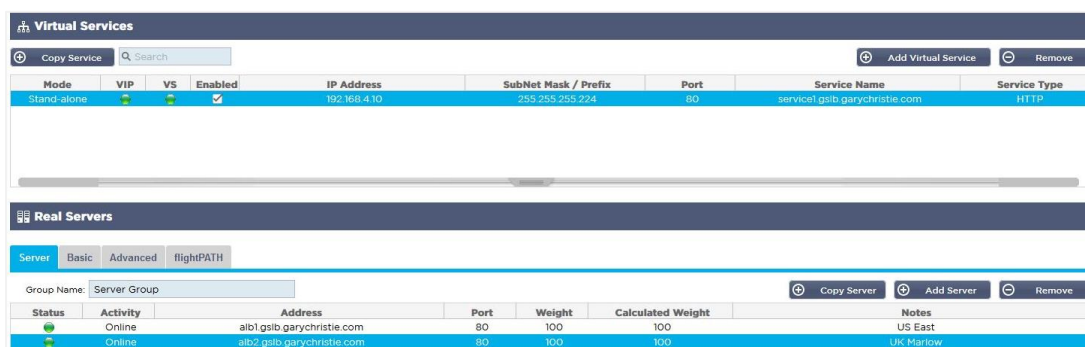 Virtual Services
Copy Service Search Add Virtual Service Remove
Mode VIP VS Enabled IP Address SubNet Mask / Prefix Port Service Name Service Type
Stand-alone 192.168.4.10 255.255.255.224 80 service1.gslb.garychristie.com HTTP
Real Servers
Server Basic Advanced flightPATH
Group Name: Server Group Copy Server Add Server Remove
Status Activity Address Port Weight Calculated Weight Notes
Online alb1.gslb.garychristie.com 80 100 100 US East
Online alb2.gslb.garychristie.com 80 100 100 UK Marlow